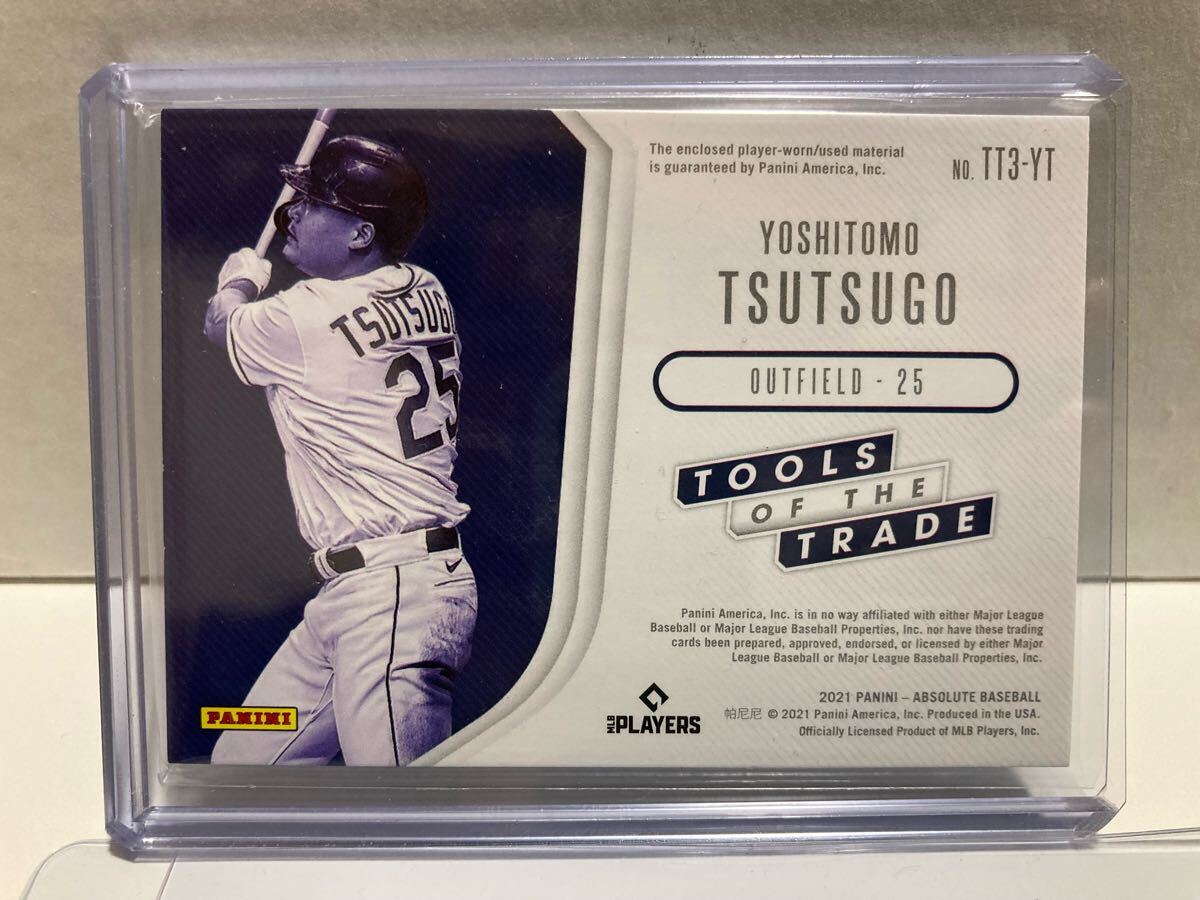 The enclosed player-worn/used material
is guaranteed by Panini America, Inc.
NO. TT3-YT
YOSHITOMO
TSUTSUGO
OUTFIELD - 25
TOOLS
OF THE
TRADE
TSUTSUGO
25
Panini America, Inc. is in no way affiliated with either Major League
Baseball or Major League Baseball Properties, Inc. nor have these trading
cards been prepared, approved, endorsed, or licensed by either Major
League Baseball or Major League Baseball Properties, Inc.
PANINI
MLB PLAYERS
2021 PANINI – ABSOLUTE BASEBALL
帕尼尼 © 2021 Panini America, Inc. Produced in the USA.
Officially Licensed Product of MLB Players, Inc.